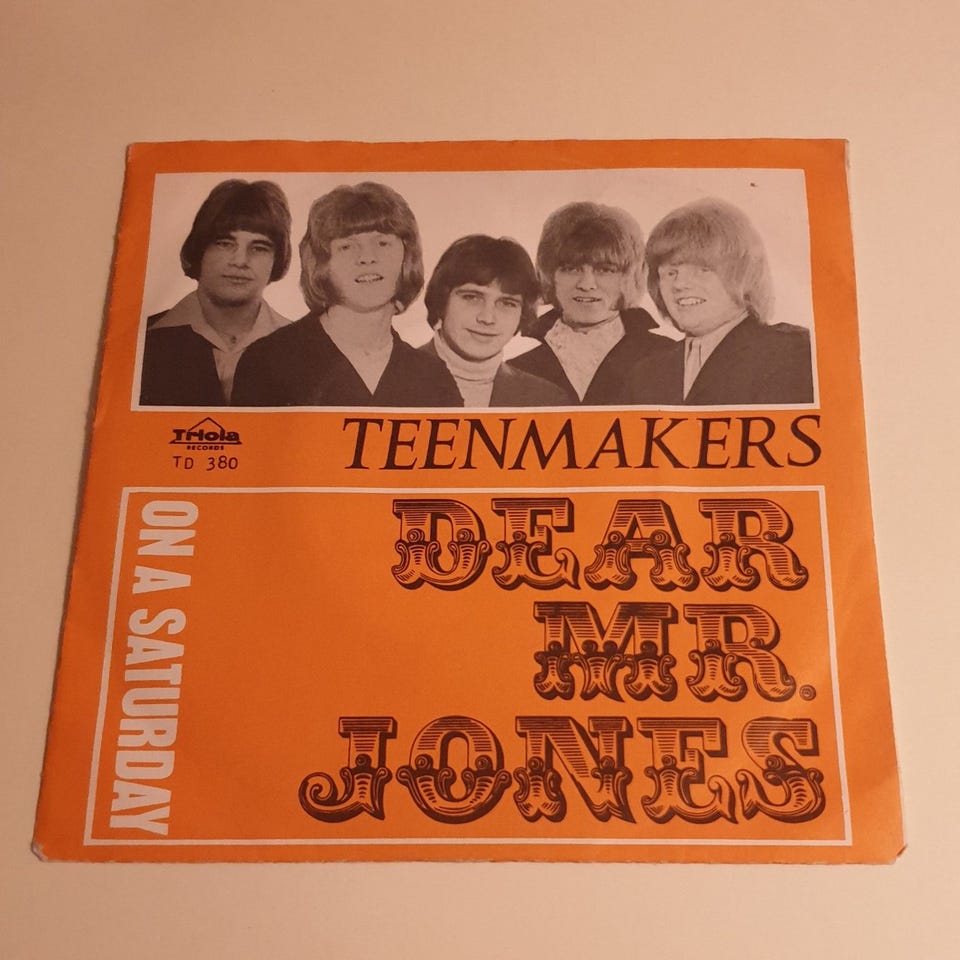 Triola
RECORDS
TD 380
TEENMAKERS
ON A SATURDAY
DEAR
MR.
JONES